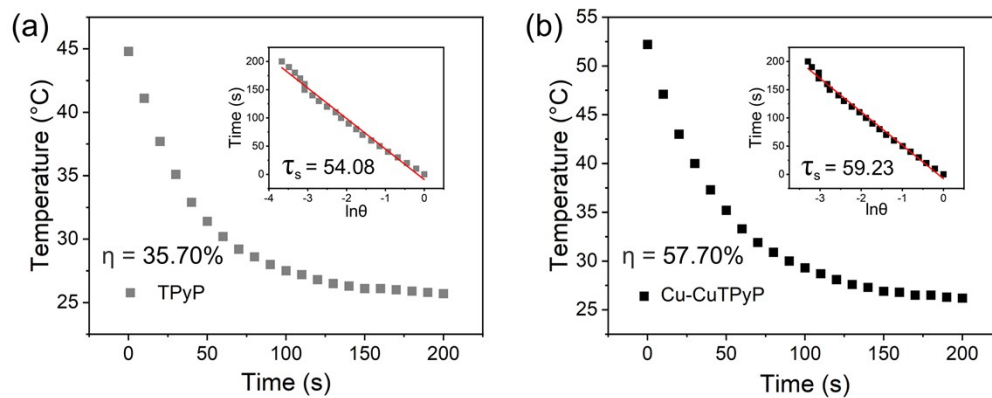 (a)
Temperature (°C)
45
40
35
30
25
0
50
100
150
200
Time (s)
η = 35.70%
TPyP
Time (s)
200
150
100
50
0
-4
-3
-2
-1
0
lnθ
τs = 54.08
(b)
Temperature (°C)
55
50
45
40
35
30
25
0
50
100
150
200
Time (s)
η = 57.70%
Cu-CuTPyP
Time (s)
200
150
100
50
0
-3
-2
-1
0
lnθ
τs = 59.23